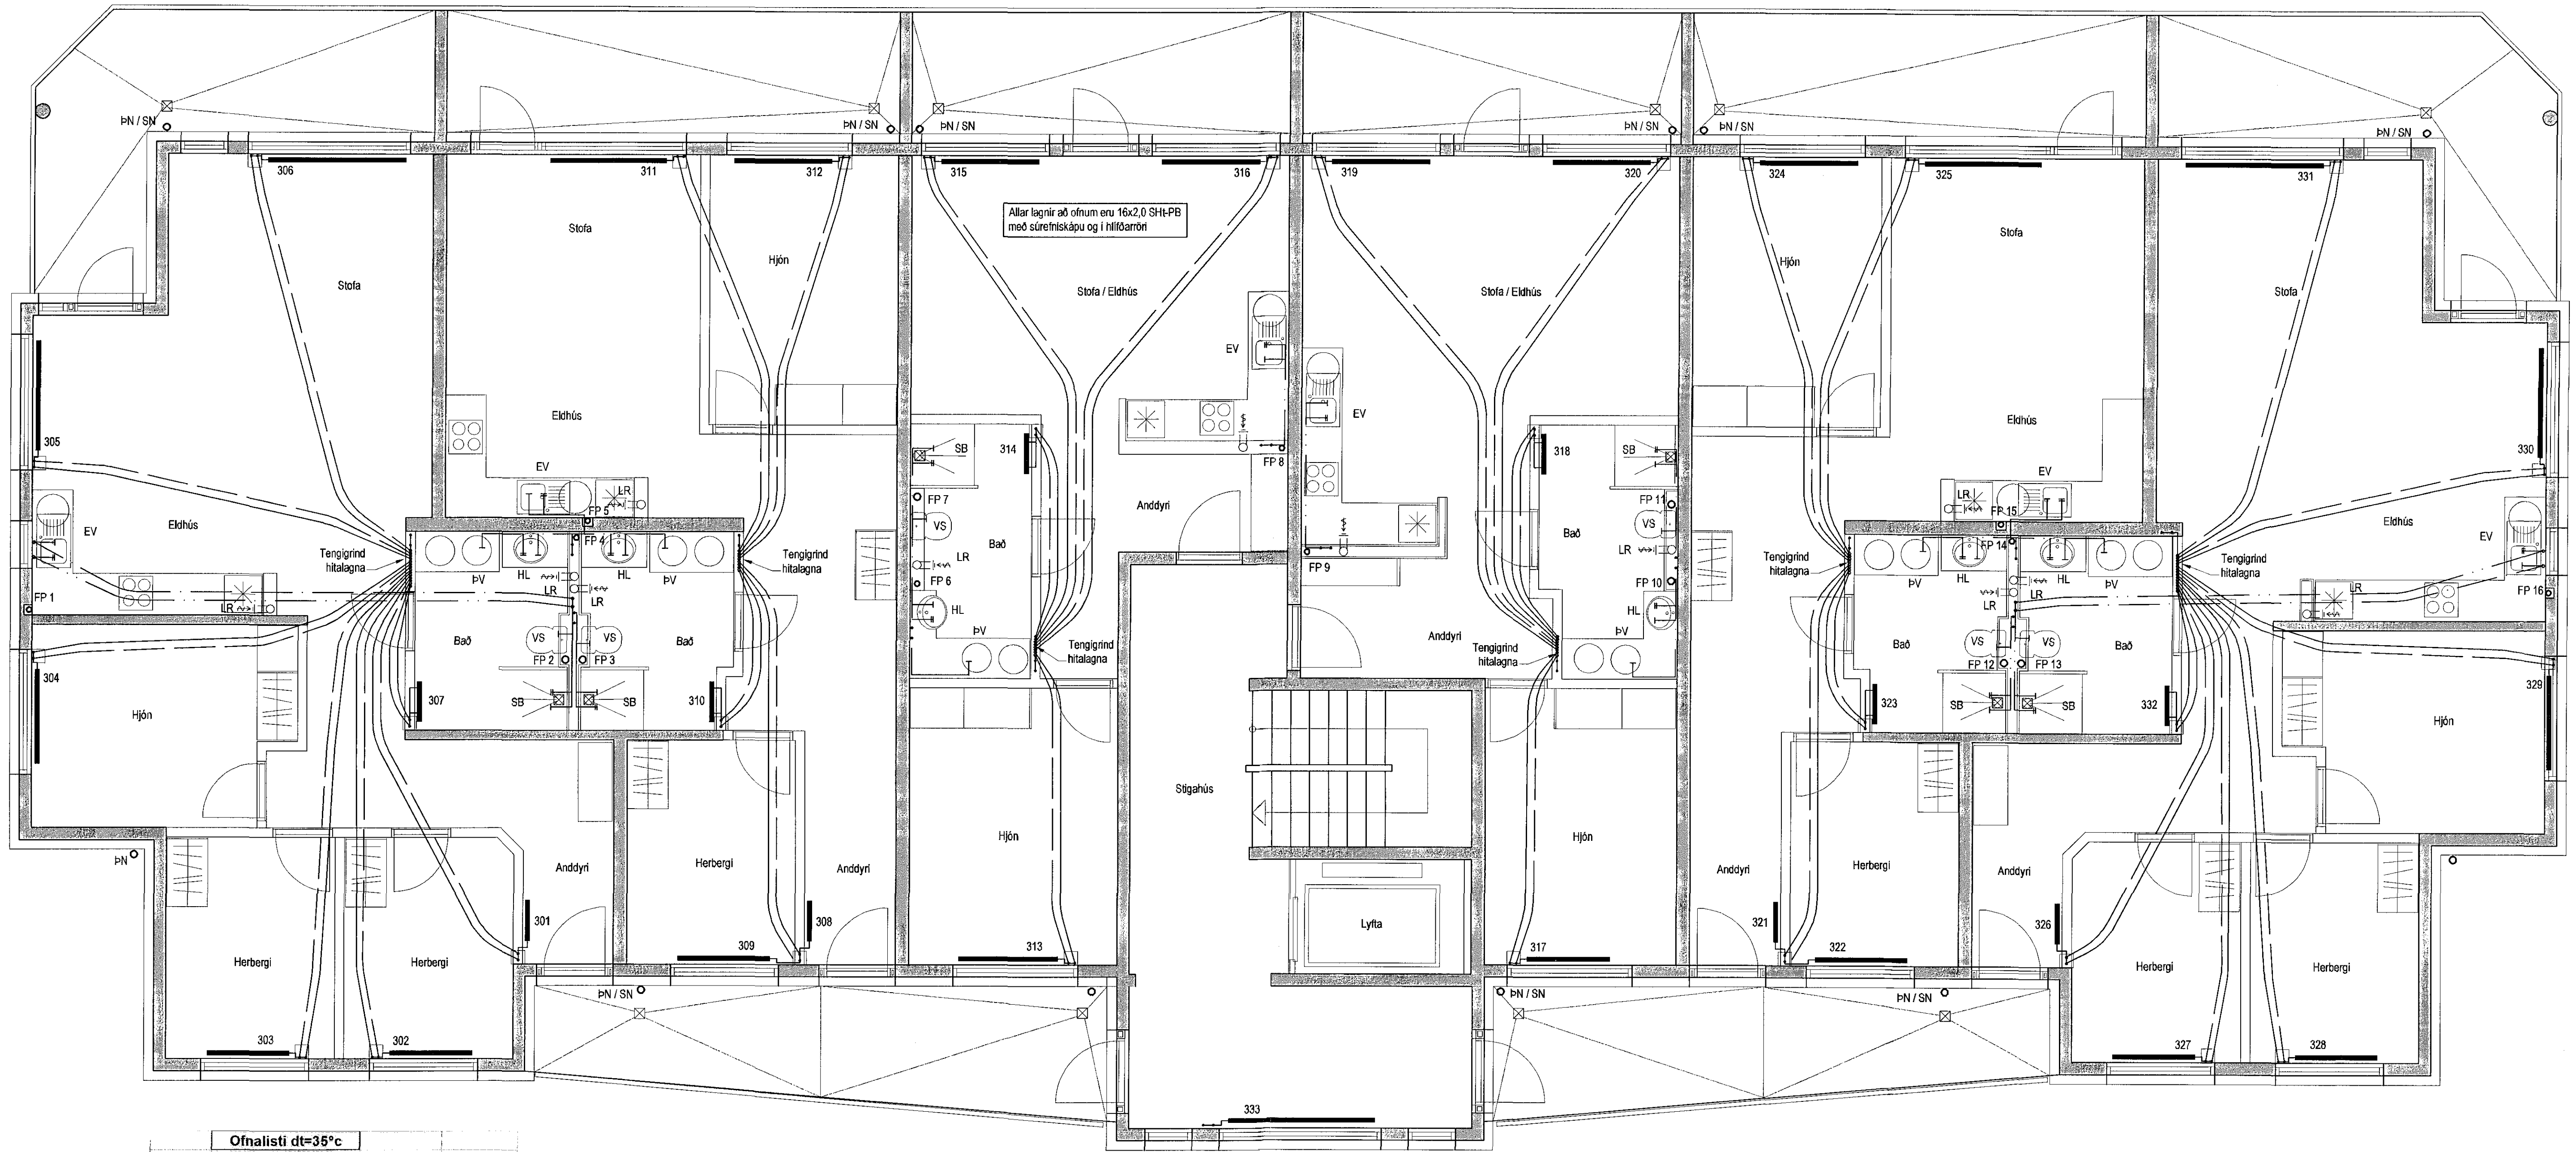 ÞN / SN
ÞN / SN
ÞN / SN
ÞN / SN
ÞN / SN
ÞN / SN
306
311
312
315
316
319
320
324
325
331
Allar lagnir að ofnum eru 16x2,0 SHt-PB
með súrefniskápu og í hlífðarröri
Stofa
Stofa
Hjón
Stofa / Eldhús
Stofa / Eldhús
Hjón
Stofa
Stofa
EV
EV
305
Eldhús
EV
LR
FP 5
SB
314
FP 8
318
SB
Eldhús
EV
LR
FP 15
330
EV
Eldhús
FP 7
VS
Bað
LR
FP 6
HL
ÞV
Anddyri
FP 9
FP 11
VS
Bað
LR
FP 10
HL
ÞV
Eldhús
EV
FP 1
LR
Tengigrind
hitalagna
FP 4
ÞV
HL
HL
ÞV
LR
LR
Tengigrind
hitalagna
Tengigrind
hitalagna
FP 14
ÞV
HL
HL
ÞV
LR
LR
Tengigrind
hitalagna
LR
FP 16
Bað
VS
VS
Bað
FP 2
FP 3
Tengigrind
hitalagna
Anddyri
Tengigrind
hitalagna
Bað
VS
VS
Bað
FP 12
FP 13
304
Hjón
307
SB
SB
310
323
SB
SB
332
329
Hjón
Stigahús
ÞN
Hjón
Hjón
Anddyri
Herbergi
Anddyri
Anddyri
Herbergi
Anddyri
301
308
Lyfta
321
326
Herbergi
Herbergi
309
313
317
322
Herbergi
Herbergi
ÞN / SN
ÞN / SN
ÞN / SN
303
302
327
328
333
Ofnalisti dt=35°c